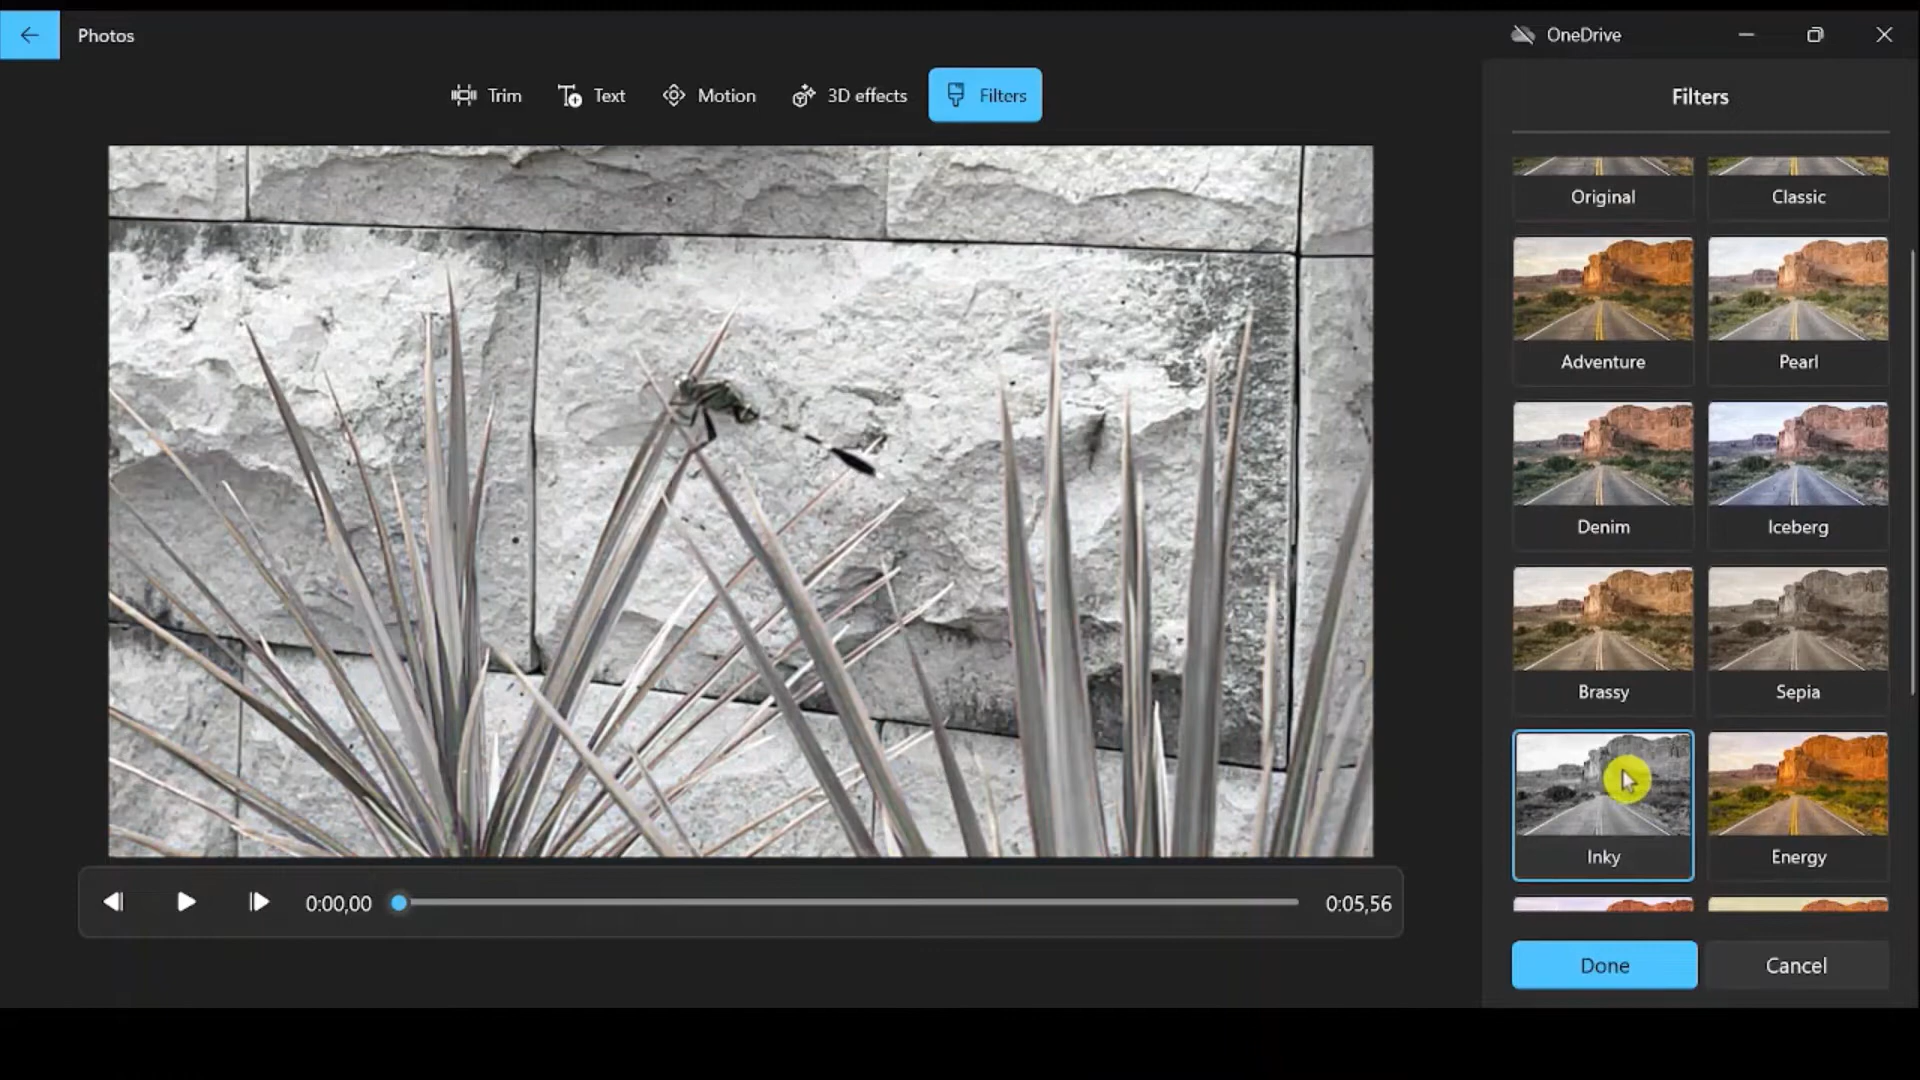 Photos
OneDrive
Trim
Text
Motion
3D effects
Filters
Filters
Original
Classic
Adventure
Pearl
Denim
Iceberg
Brassy
Sepia
Inky
Energy
0:00,00
0:05,56
Done
Cancel